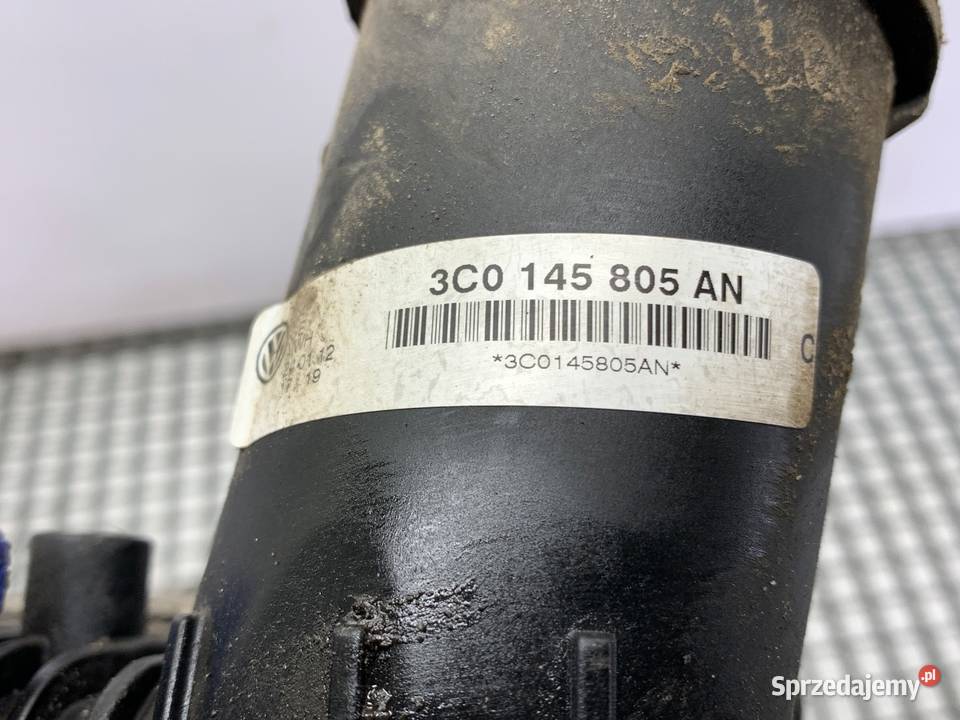 3C0 145 805 AN
*3C0145805AN*
C
Sprzedajemy.pl